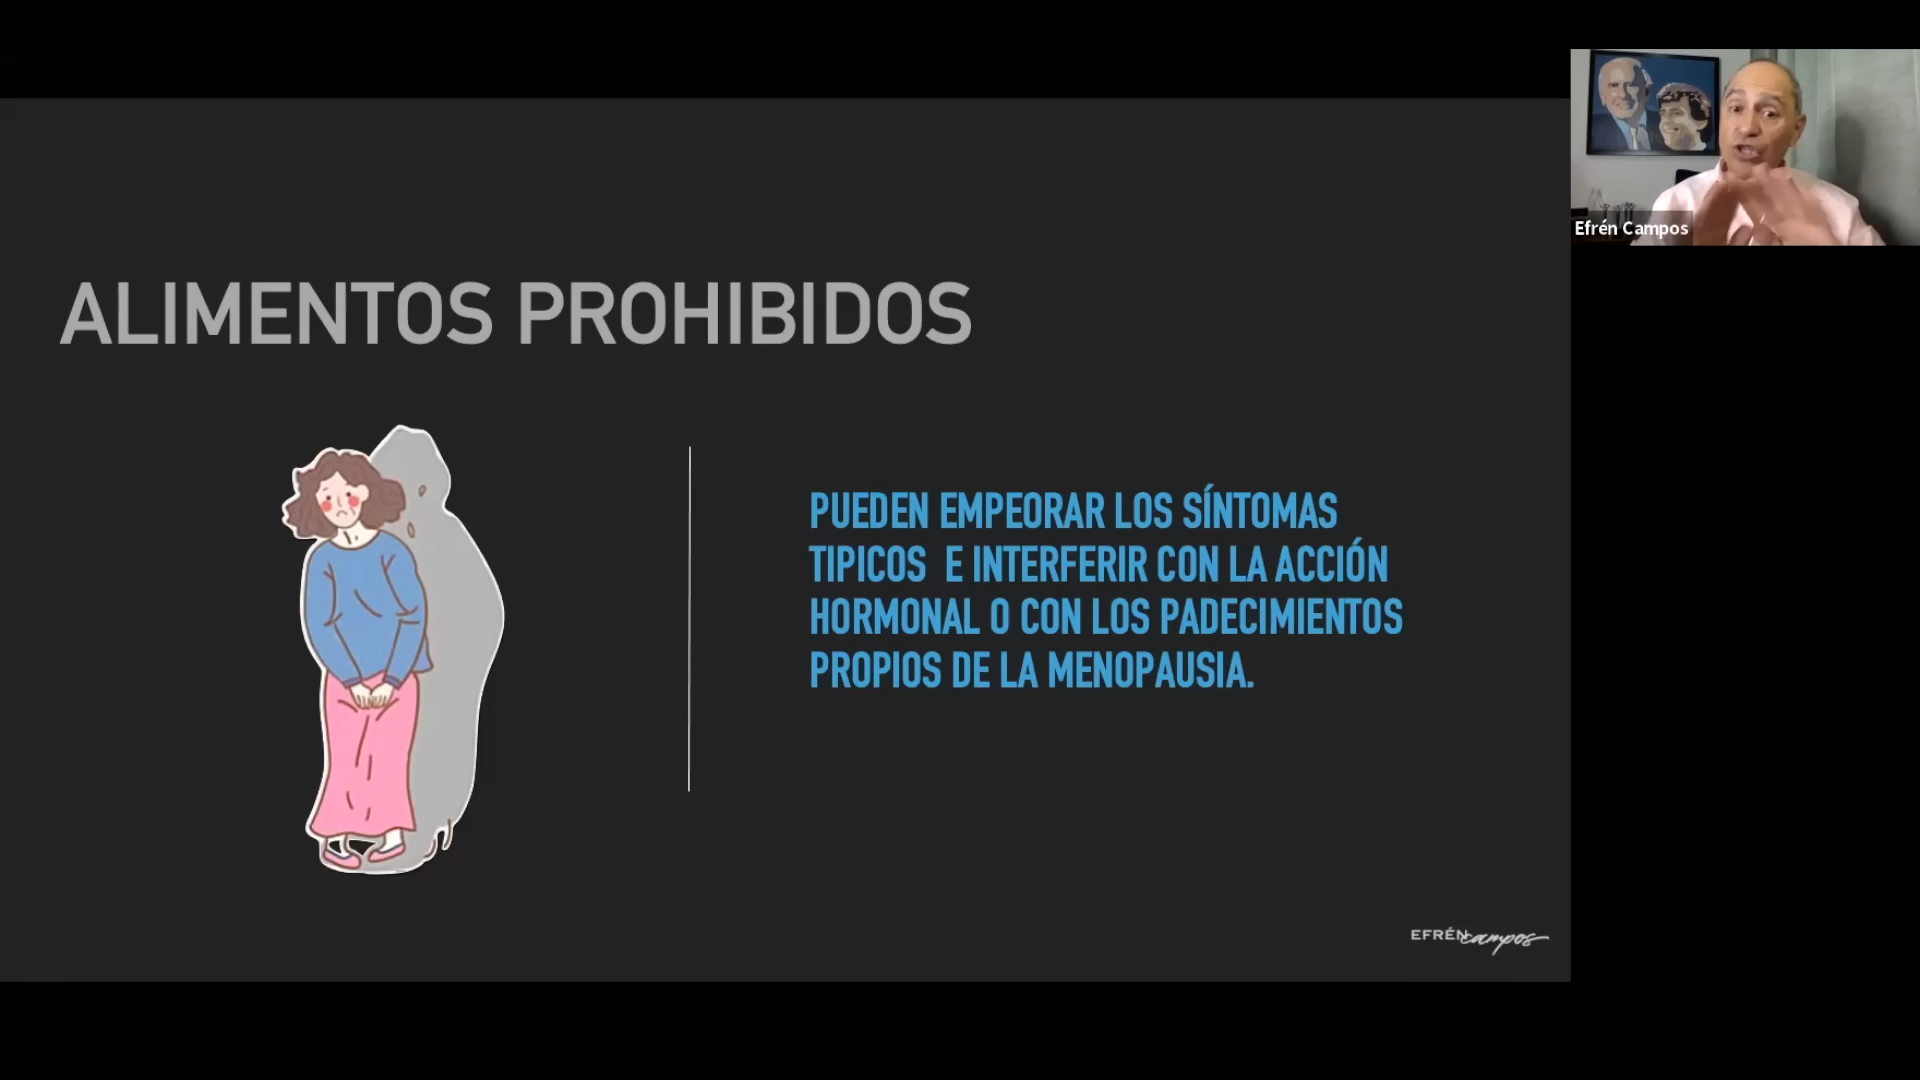 ALIMENTOS PROHIBIDOS
PUEDEN EMPEORAR LOS SÍNTOMAS
TIPICOS E INTERFERIR CON LA ACCIÓN
HORMONAL O CON LOS PADECIMIENTOS
PROPIOS DE LA MENOPAUSIA.
Efrén Campos
EFRÉN campos